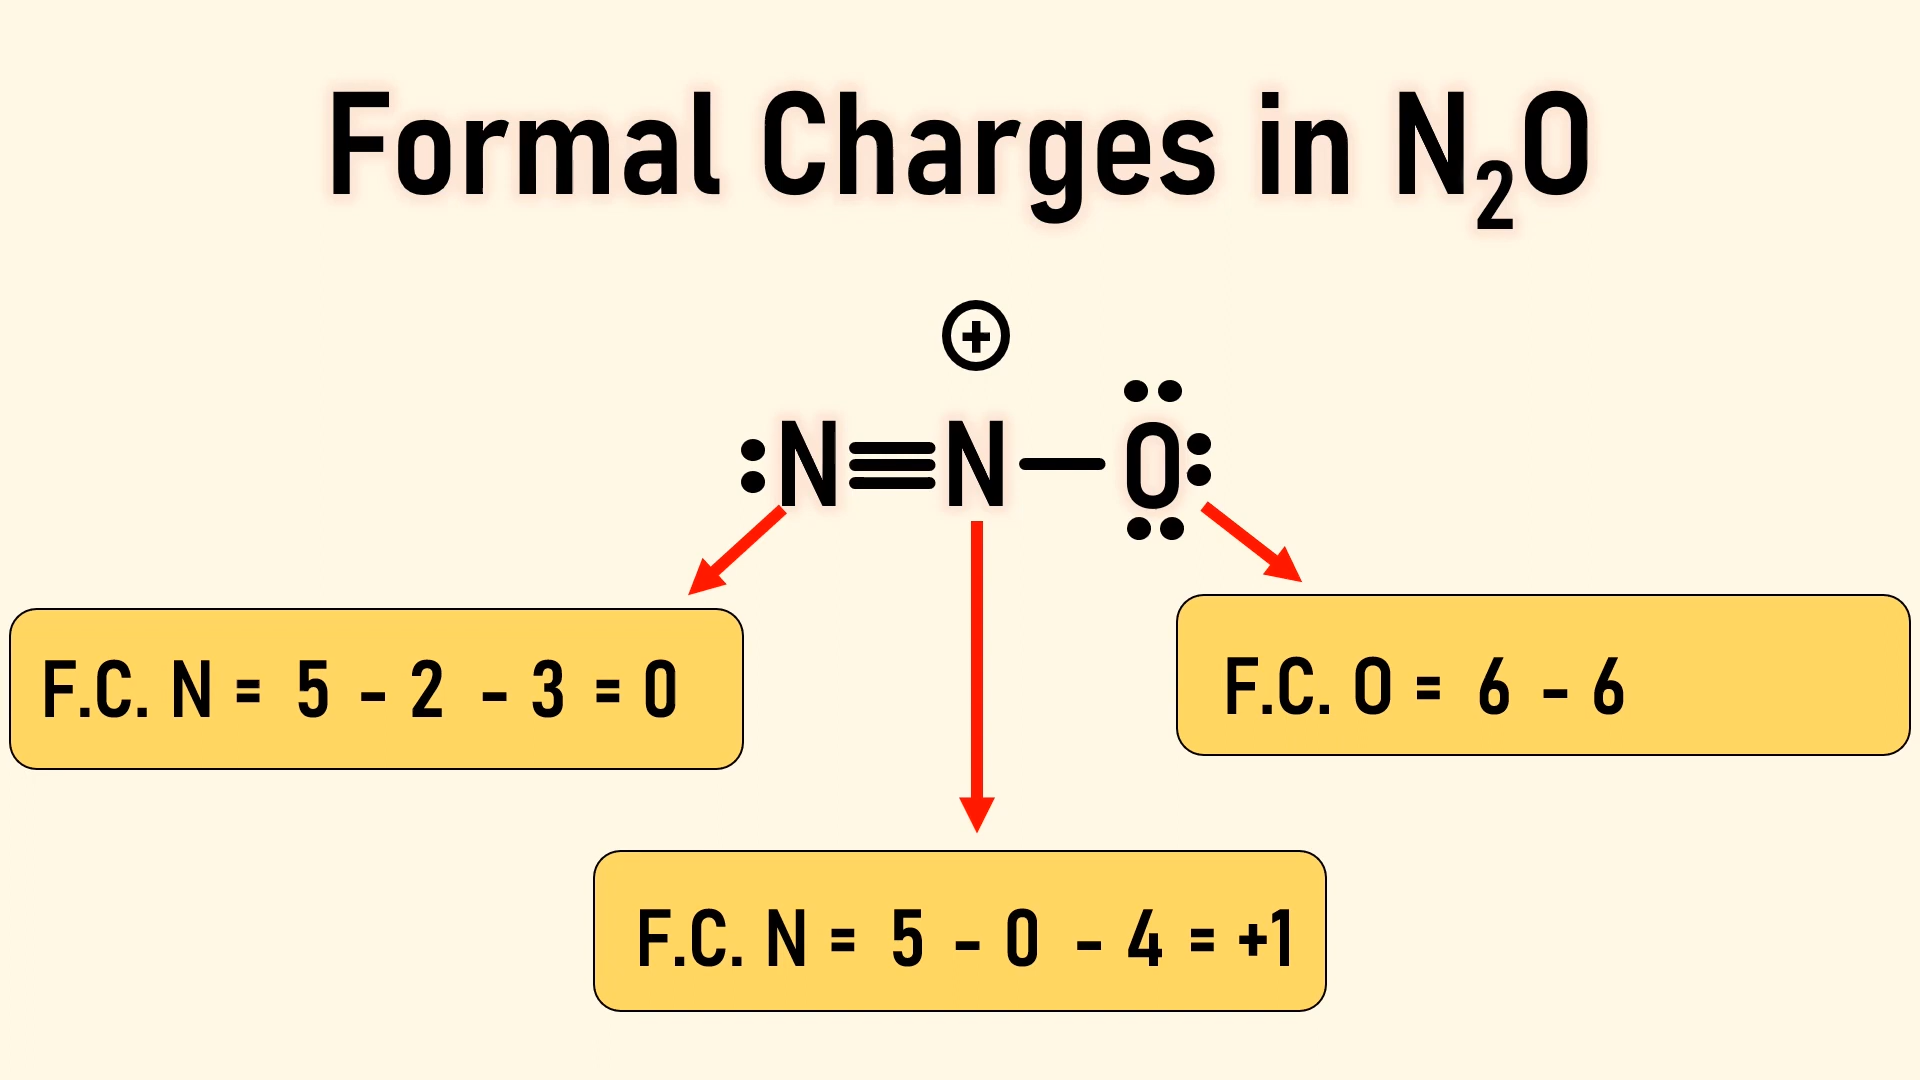 Formal Charges in N₂O
+
N≡N—O
F.C. N = 5 - 2 - 3 = 0
F.C. O = 6 - 6
F.C. N = 5 - 0 - 4 = +1